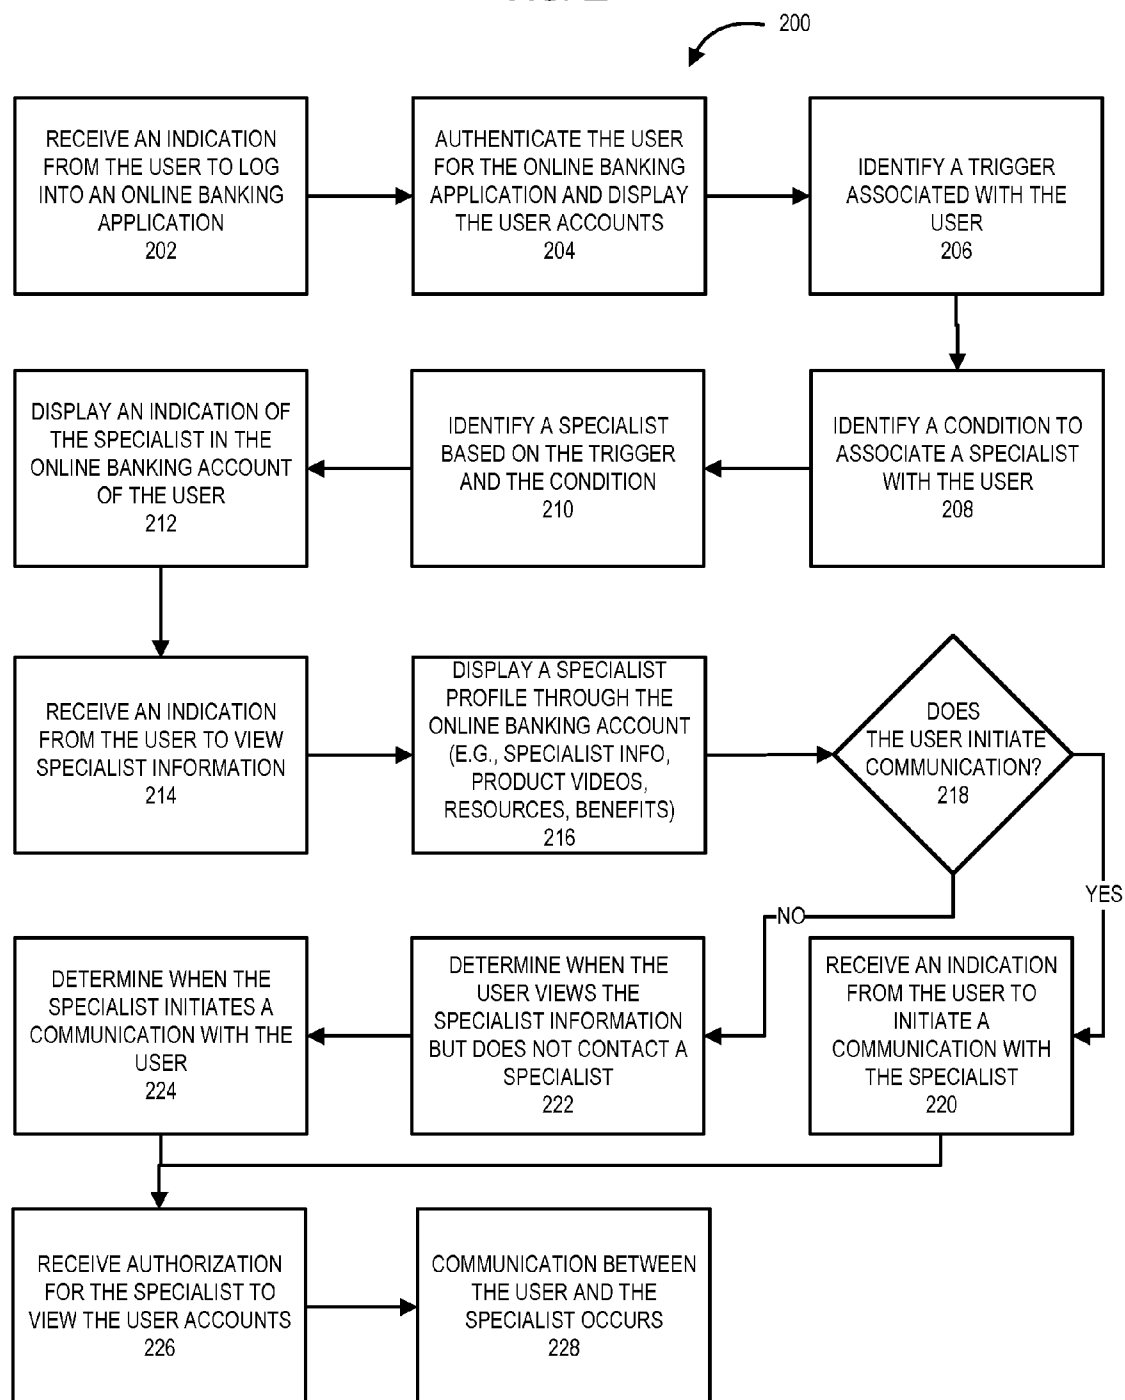 200
RECEIVE AN INDICATION
FROM THE USER TO LOG
INTO AN ONLINE BANKING
APPLICATION
202
AUTHENTICATE THE USER
FOR THE ONLINE BANKING
APPLICATION AND DISPLAY
THE USER ACCOUNTS
204
IDENTIFY A TRIGGER
ASSOCIATED WITH THE
USER
206
IDENTIFY A CONDITION TO
ASSOCIATE A SPECIALIST
WITH THE USER
208
IDENTIFY A SPECIALIST
BASED ON THE TRIGGER
AND THE CONDITION
210
DISPLAY AN INDICATION OF
THE SPECIALIST IN THE
ONLINE BANKING ACCOUNT
OF THE USER
212
RECEIVE AN INDICATION
FROM THE USER TO VIEW
SPECIALIST INFORMATION
214
DISPLAY A SPECIALIST
PROFILE THROUGH THE
ONLINE BANKING ACCOUNT
(E.G., SPECIALIST INFO,
PRODUCT VIDEOS,
RESOURCES, BENEFITS)
216
DOES
THE USER INITIATE
COMMUNICATION?
218
YES
NO
RECEIVE AN INDICATION
FROM THE USER TO
INITIATE A
COMMUNICATION WITH
THE SPECIALIST
220
DETERMINE WHEN THE
USER VIEWS THE
SPECIALIST INFORMATION
BUT DOES NOT CONTACT A
SPECIALIST
222
DETERMINE WHEN THE
SPECIALIST INITIATES A
COMMUNICATION WITH THE
USER
224
RECEIVE AUTHORIZATION
FOR THE SPECIALIST TO
VIEW THE USER ACCOUNTS
226
COMMUNICATION BETWEEN
THE USER AND THE
SPECIALIST OCCURS
228